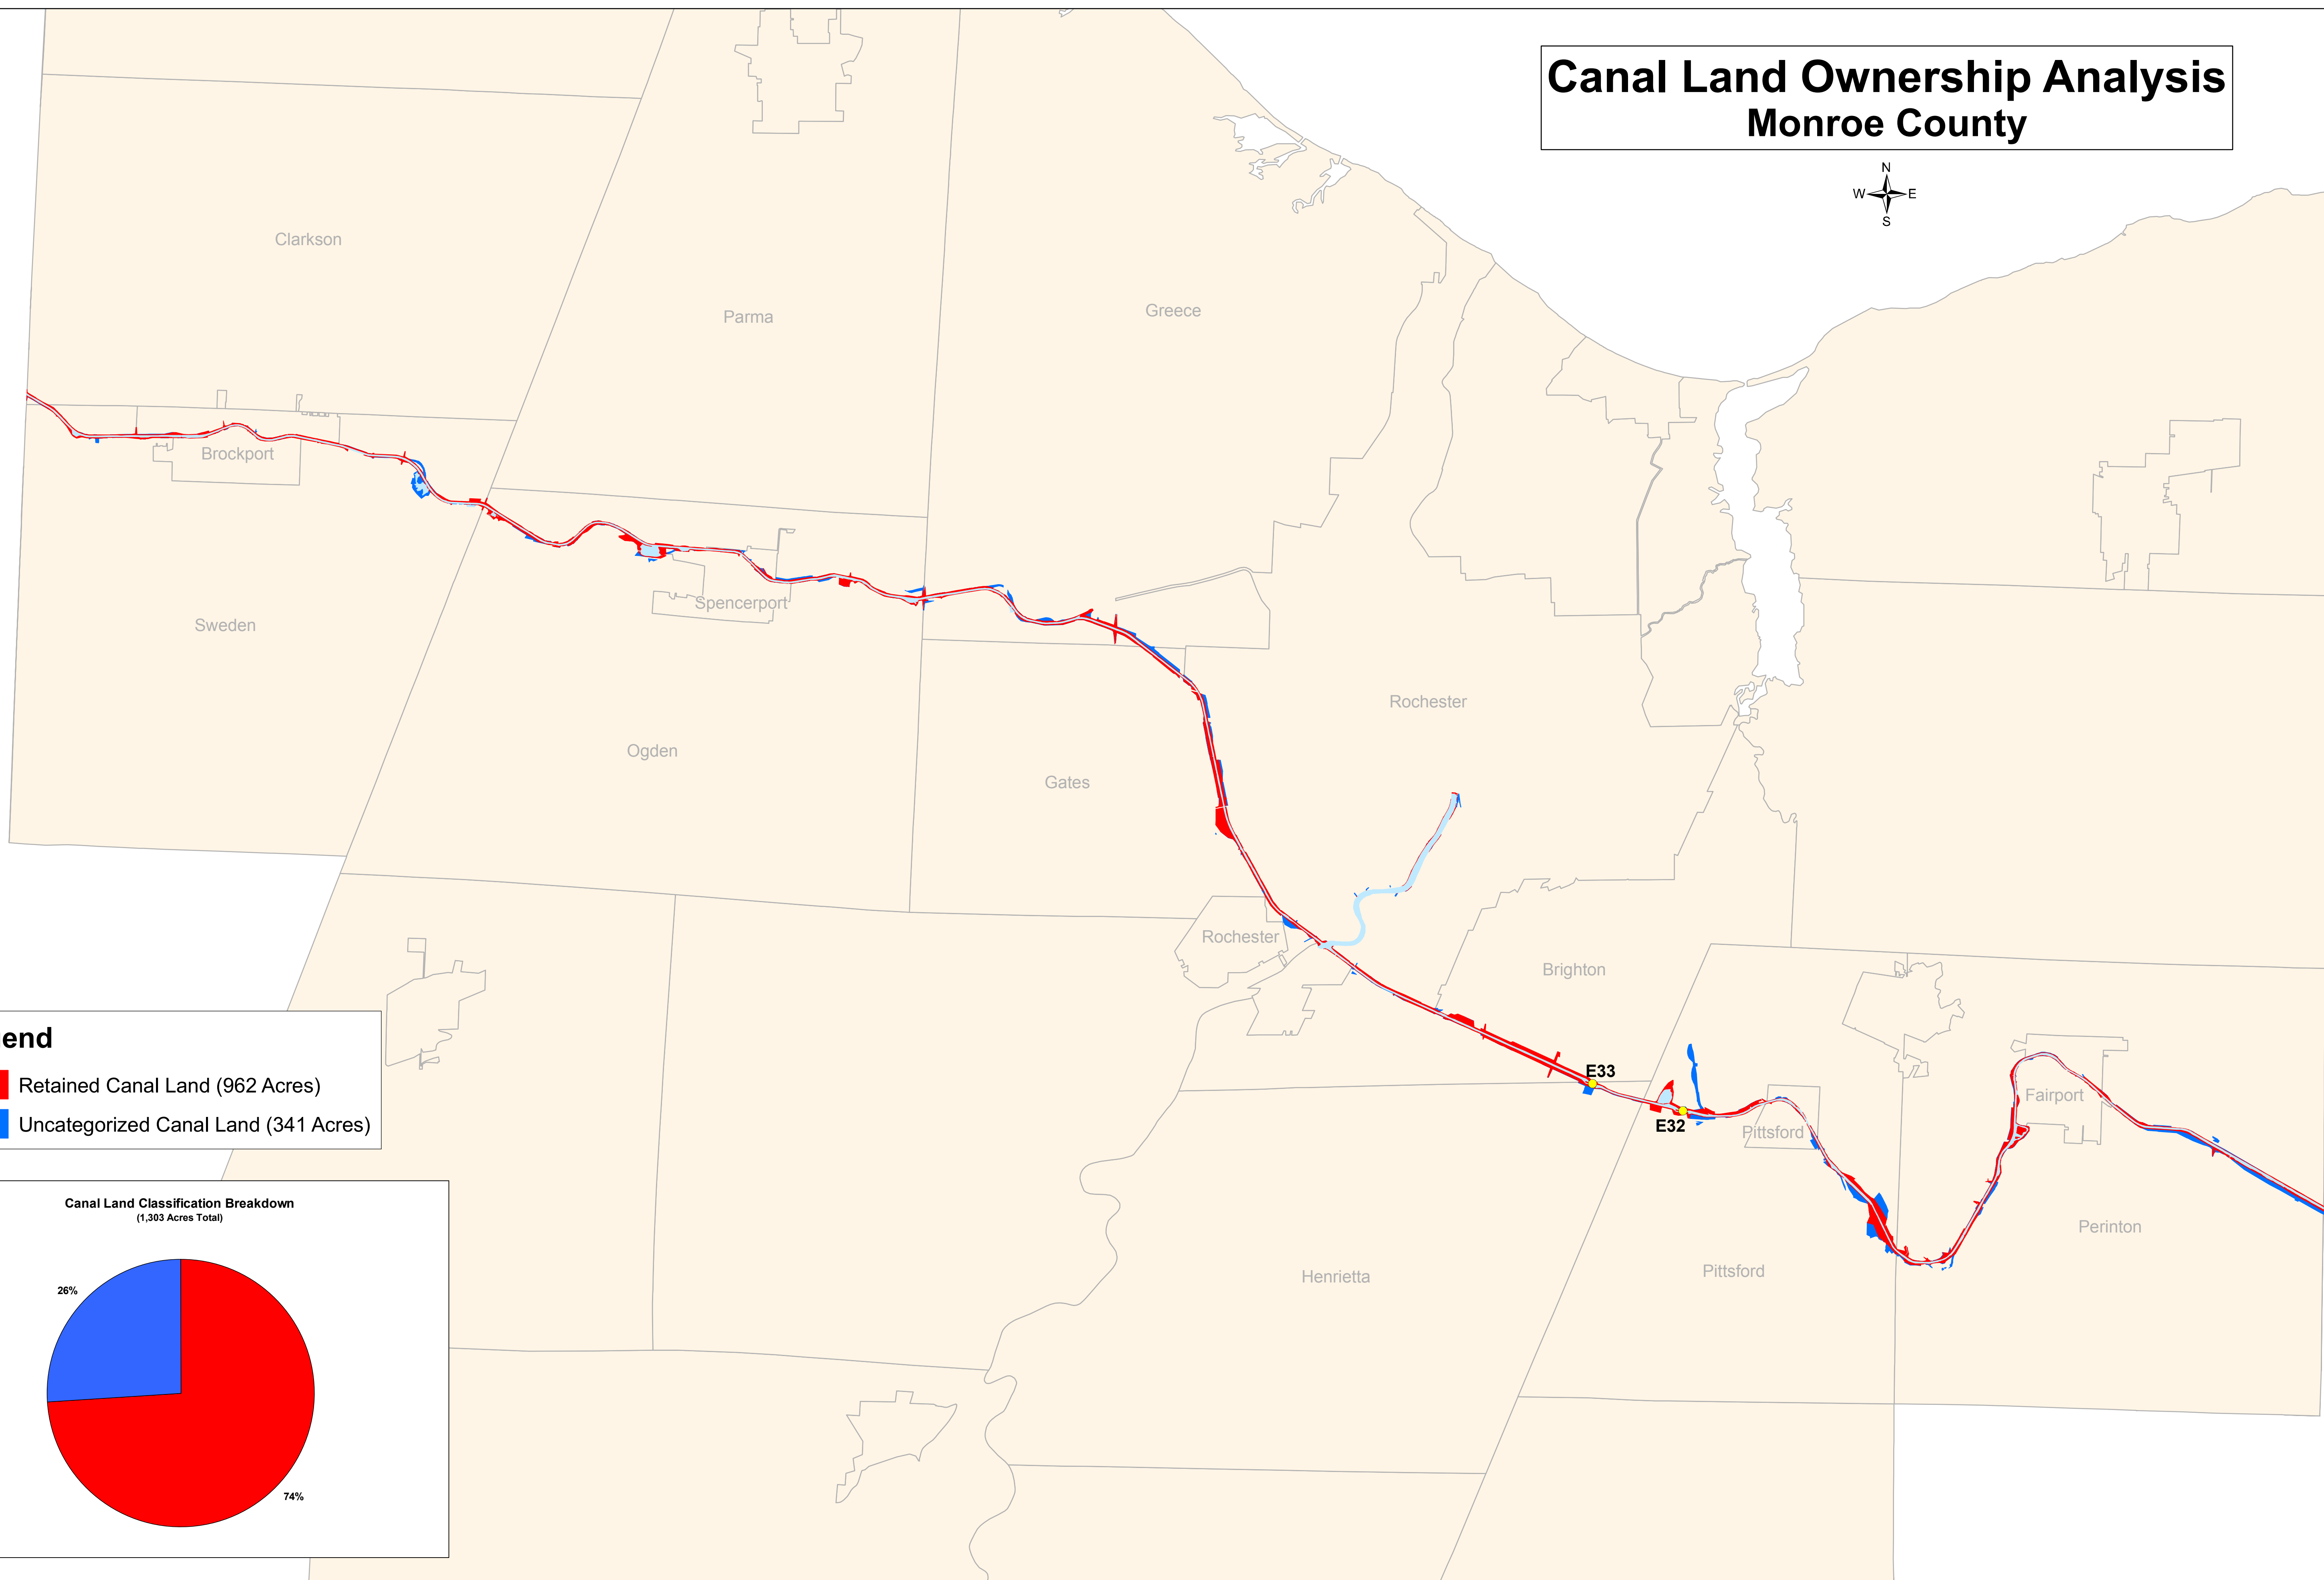 Canal Land Ownership Analysis
Monroe County
N
W E
S
Clarkson
Parma
Greece
Brockport
Spencerport
Sweden
Rochester
Ogden
Gates
Rochester
Brighton
end
Retained Canal Land (962 Acres)
Uncategorized Canal Land (341 Acres)
E33
E32
Pittsford
Fairport
Perinton
Pittsford
Henrietta
Canal Land Classification Breakdown
(1,303 Acres Total)
26%
74%